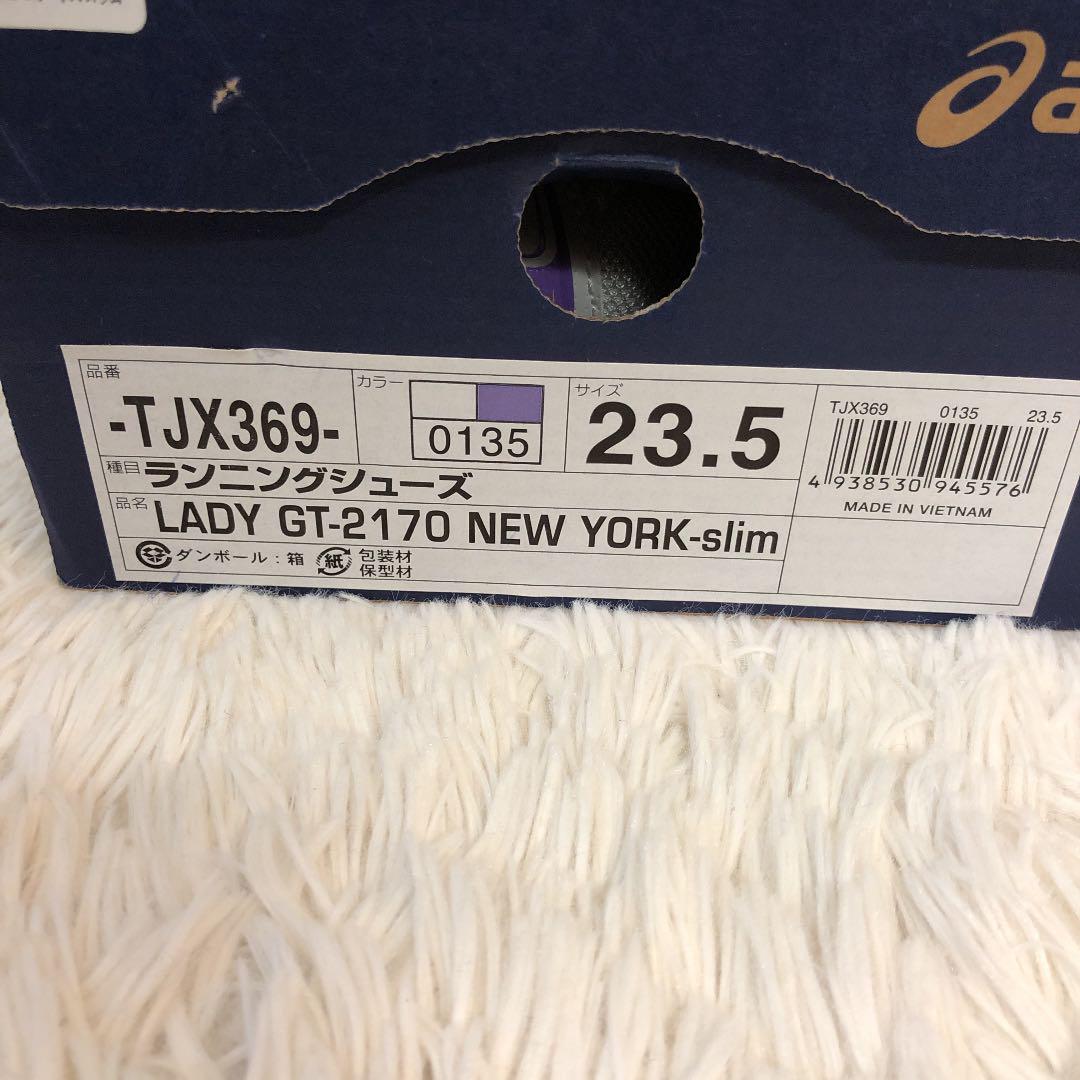 a
品番
-TJX369-
カラー
0135
サイズ
23.5
TJX369 0135 23.5
4 938530 945576
MADE IN VIETNAM
種目 ランニングシューズ
品名 LADY GT-2170 NEW YORK-slim
ダンボール : 箱 紙 包装材
保型材